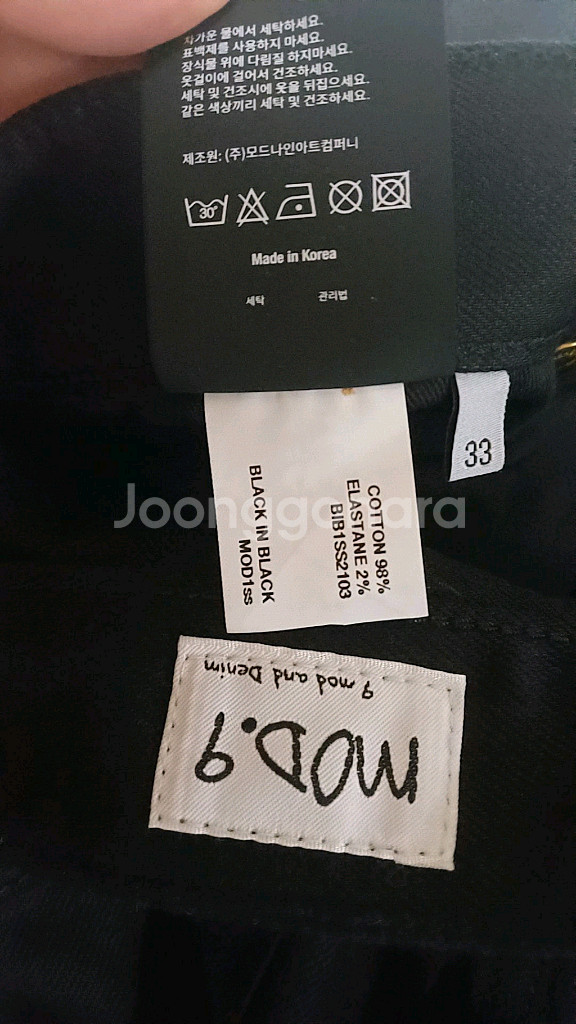 차가운 물에서 세탁하세요.
표백제를 사용하지 마세요.
장식물 위에 다림질 하지마세요.
옷걸이에 걸어서 건조하세요.
세탁 및 건조시에 옷을 뒤집으세요.
같은 색상끼리 세탁 및 건조하세요.
제조원: (주)모드나인아트컴퍼니
30°
Made in Korea
세탁 관리법
33
COTTON 98%
ELASTANE 2%
BIB1SS2103
BLACK IN BLACK
MOD1ss
Joonggonara
9 mod and Denim
MOD.9